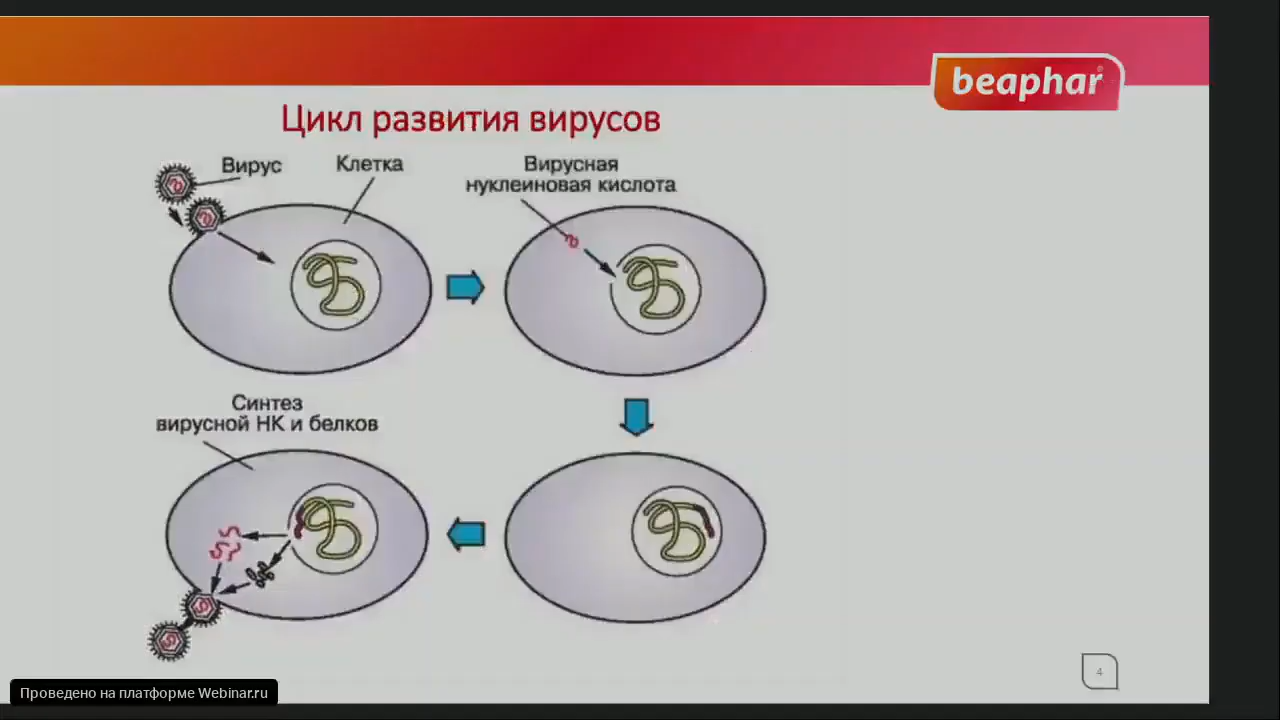 beaphar
Цикл развития вирусов
Вирус
Клетка
Вирусная
нуклеиновая кислота
Синтез
вирусной НК и белков
4
Проведено на платформе Webinar.ru